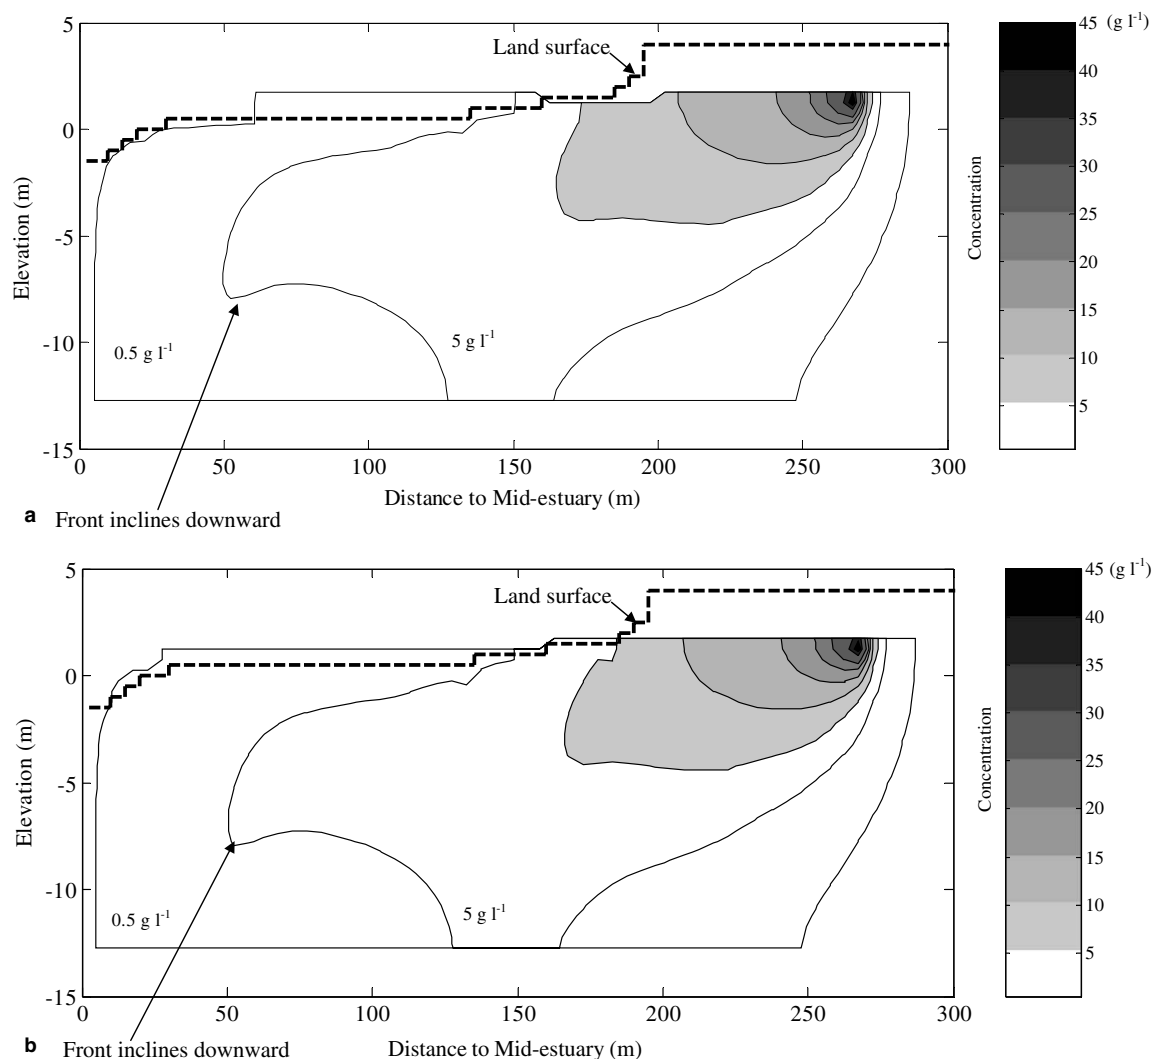 5
0
-5
-10
-15
Elevation (m)
0
50
100
150
200
250
300
Distance to Mid-estuary (m)
Land surface
0.5 g l⁻¹
5 g l⁻¹
a Front inclines downward
45 (g l⁻¹)
40
35
30
25
20
15
10
5
Concentration
5
0
-5
-10
-15
Elevation (m)
0
50
100
150
200
250
300
Distance to Mid-estuary (m)
Land surface
0.5 g l⁻¹
5 g l⁻¹
b Front inclines downward
45 (g l⁻¹)
40
35
30
25
20
15
10
5
Concentration